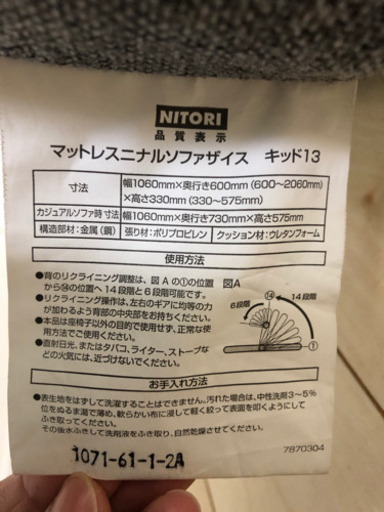 NITORI
品質表示
マットレスニナルソファザイス キッド13
寸法
幅1060mm×奥行き600mm(600〜2060mm)
×高さ330mm(330〜575mm)
カジュアルソファ時寸法 幅1060mm×奥行き730mm×高さ575mm
構造部材:金属(鋼) 張り材:ポリプロピレン クッション材:ウレタンフォーム
使用方法
●背のリクライニング調整は、図Aの①の位置 図A
から⑭の位置へ14段階と6段階可能です。
●リクライニング操作は、左右のギアに均等の力
が加わるよう背部の中央部をお持ちください。
●本品は座椅子以外の目的で使用せず、正常な使
用方法でご使用ください。
●直射日光、またはタバコ、ライター、ストーブな
どの火気には、近づけないでください。
6段階
⑭
14段階
①
お手入れ方法
●表生地をはずす洗濯することはできません。汚れた場合は、中性洗剤3〜5%
位をぬるま湯で薄め、軟らかい布に浸して軽く絞って表面を叩くようにして
ふき取ってください。
その後水ふきして洗剤液をふき取り、自然乾燥してください。
7870304
1071-61-1-2A